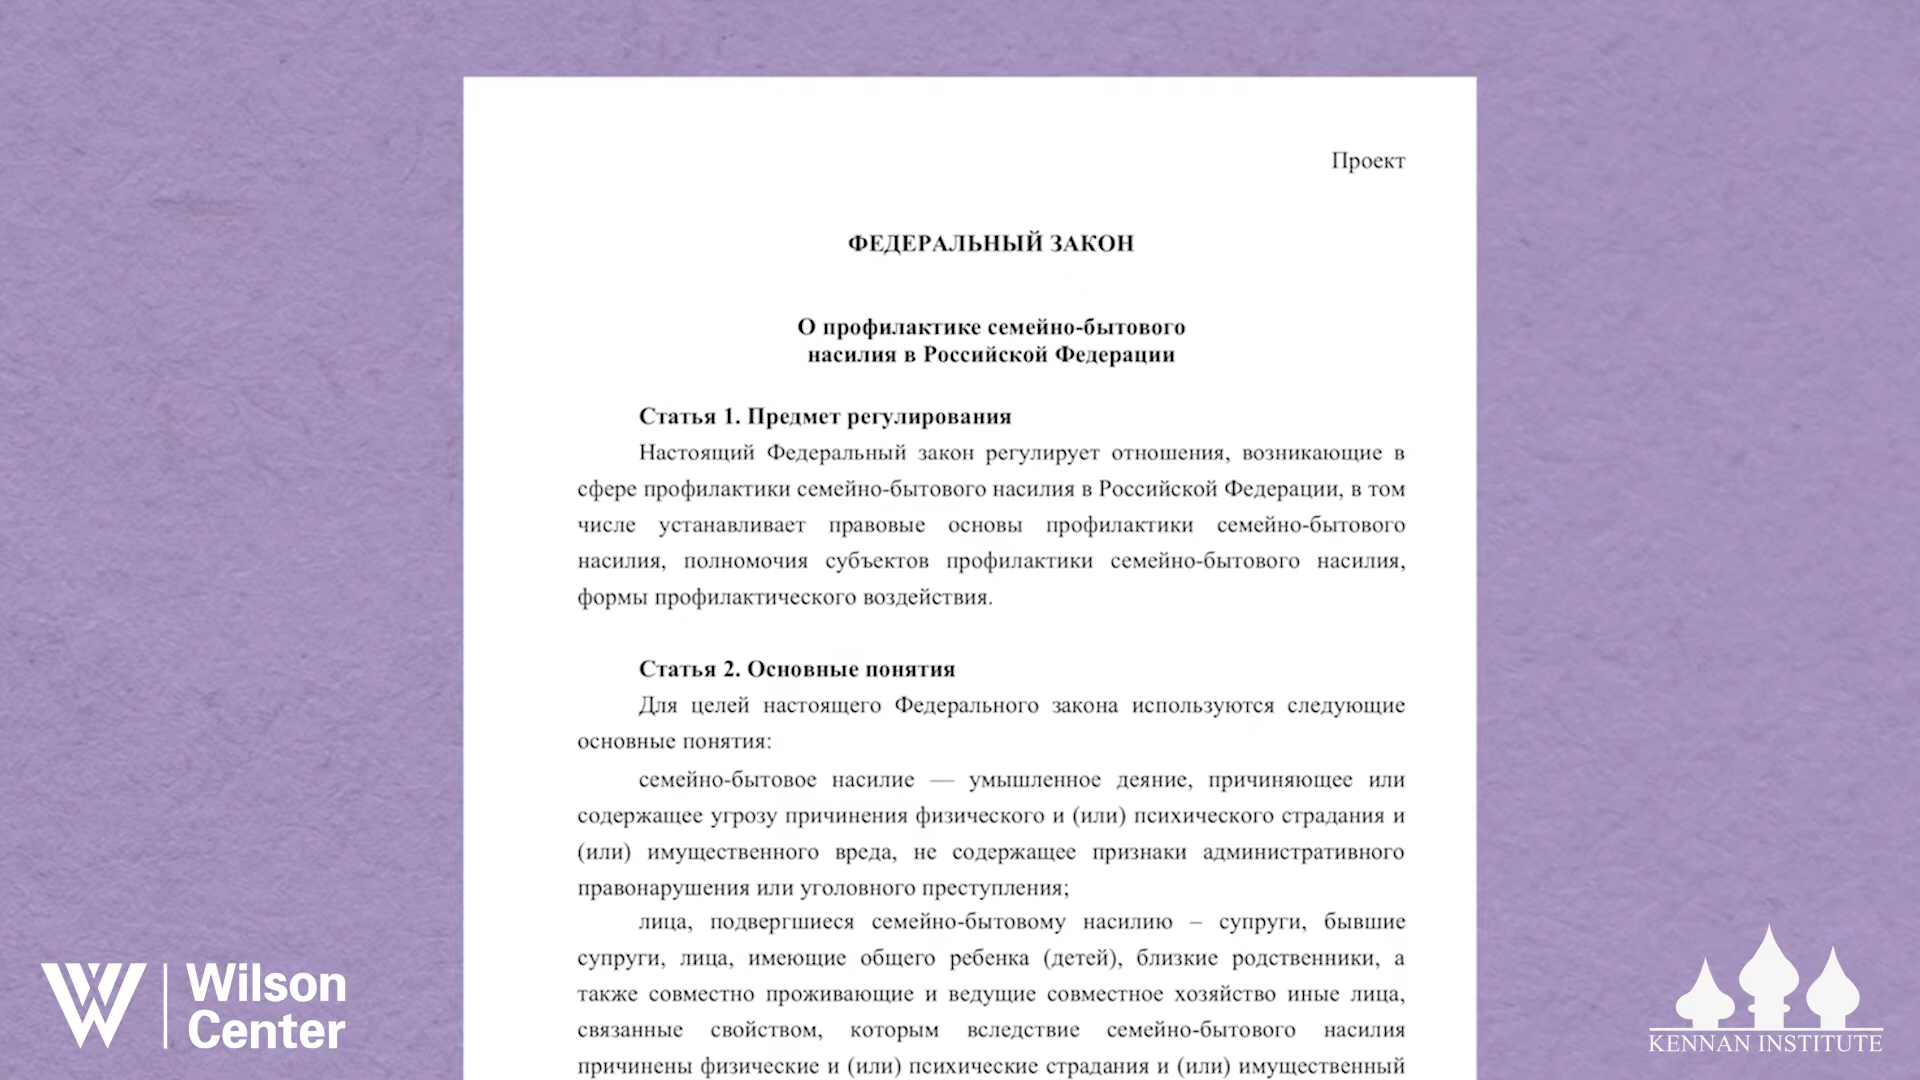 Проект
ФЕДЕРАЛЬНЫЙ ЗАКОН
О профилактике семейно-бытового
насилия в Российской Федерации
Статья 1. Предмет регулирования
Настоящий Федеральный закон регулирует отношения, возникающие в
сфере профилактики семейно-бытового насилия в Российской Федерации, в том
числе устанавливает правовые основы профилактики семейно-бытового
насилия, полномочия субъектов профилактики семейно-бытового насилия,
формы профилактического воздействия.
Статья 2. Основные понятия
Для целей настоящего Федерального закона используются следующие
основные понятия:
семейно-бытовое насилие — умышленное деяние, причиняющее или
содержащее угрозу причинения физического и (или) психического страдания и
(или) имущественного вреда, не содержащее признаки административного
правонарушения или уголовного преступления;
лица, подвергшиеся семейно-бытовому насилию – супруги, бывшие
супруги, лица, имеющие общего ребенка (детей), близкие родственники, а
также совместно проживающие и ведущие совместное хозяйство иные лица,
связанные свойством, которым вследствие семейно-бытового насилия
причинены физические и (или) психические страдания и (или) имущественный
Wilson
Center
KENNAN INSTITUTE